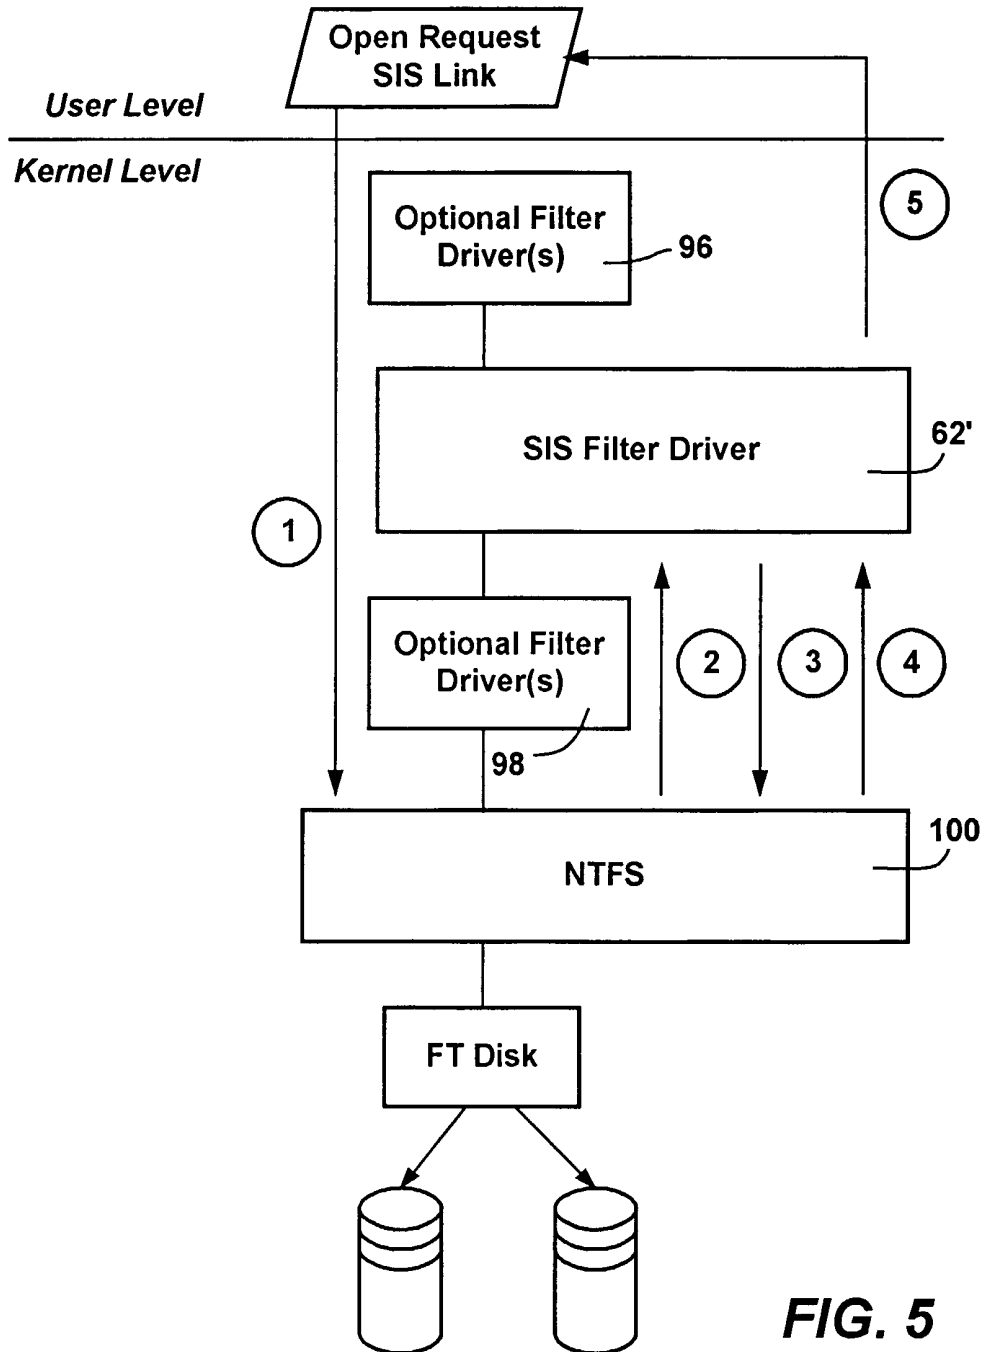 Open Request
SIS Link
User Level
Kernel Level
5
Optional Filter
Driver(s)
96
SIS Filter Driver
62'
1
Optional Filter
Driver(s)
2
3
4
98
100
NTFS
FT Disk
FIG. 5